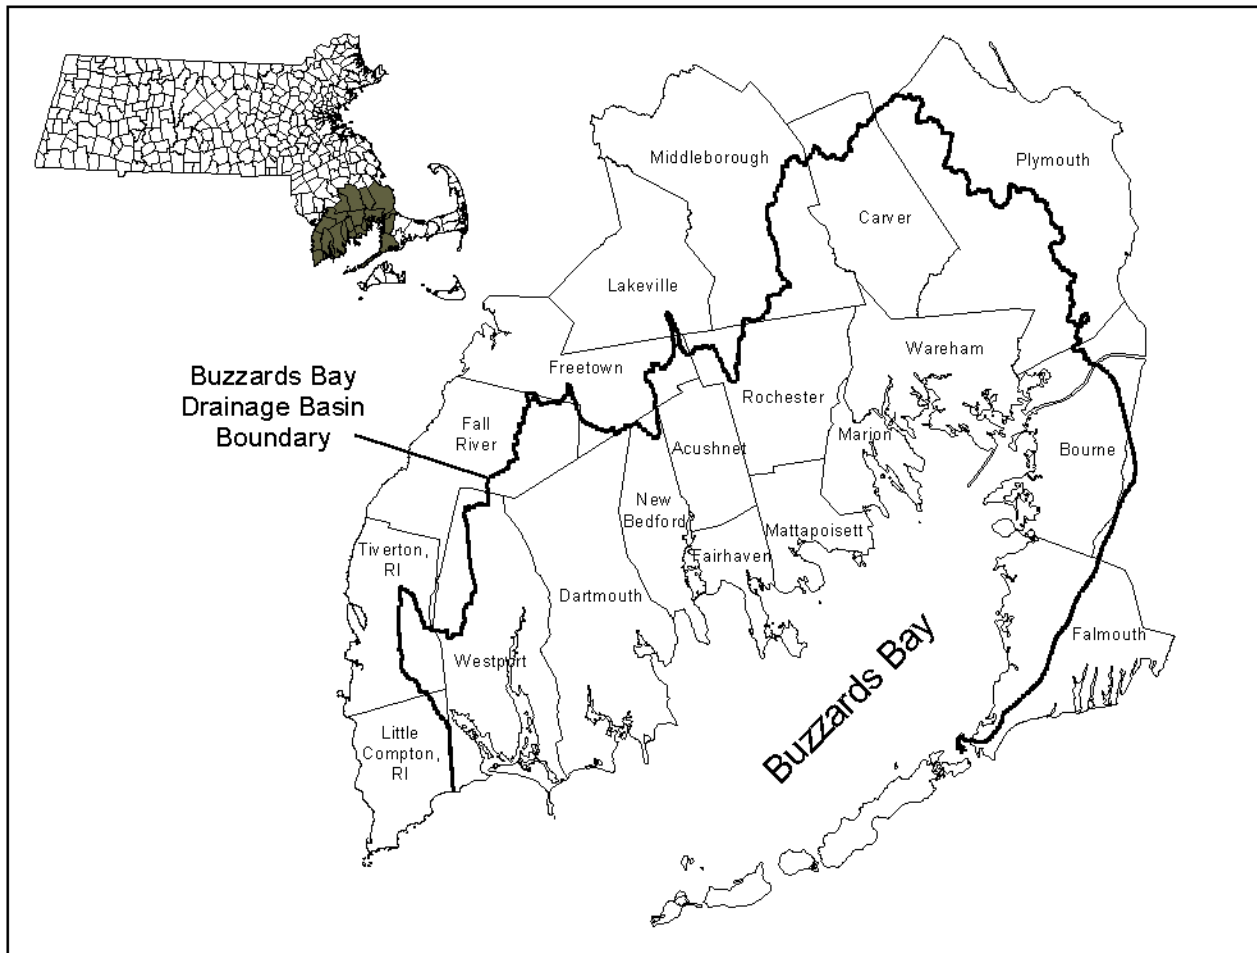 Middleborough
Plymouth
Carver
Lakeville
Wareham
Freetown
Buzzards Bay
Drainage Basin
Boundary
Rochester
Fall
River
Acushnet
Marion
Bourne
New
Bedford
Mattapoisett
Tiverton,
RI
Fairhaven
Dartmouth
Falmouth
Westport
Buzzards Bay
Little
Compton,
RI